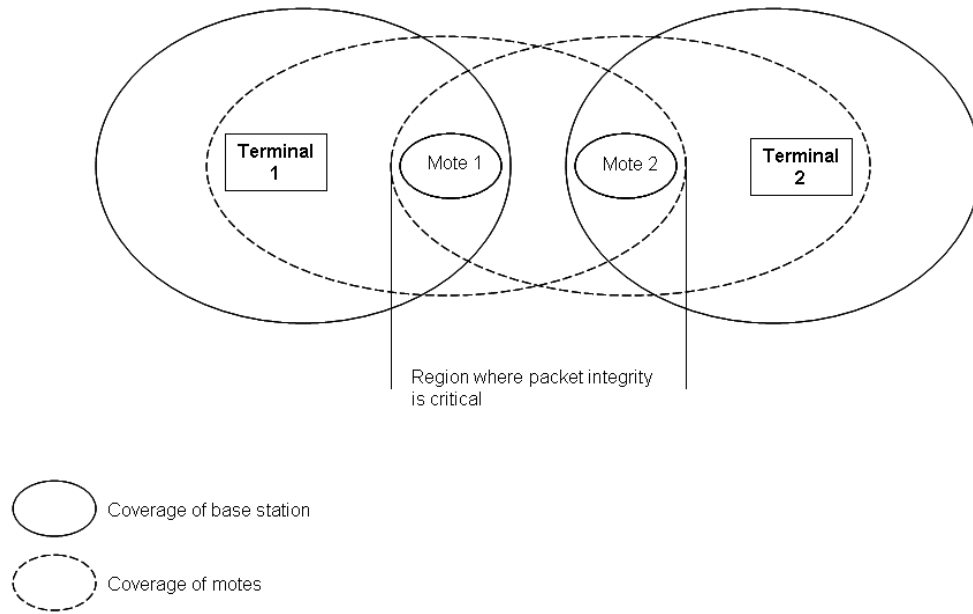 Terminal
1
Mote 1
Mote 2
Terminal
2
Region where packet integrity
is critical
Coverage of base station
Coverage of motes